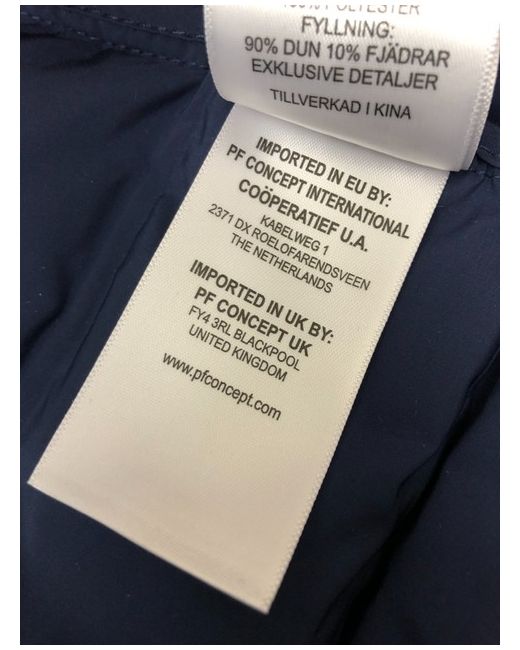 100% POLYESTER
FYLLNING:
90% DUN 10% FJÄDRAR
EXKLUSIVE DETALJER
TILLVERKAD I KINA
IMPORTED IN EU BY:
PF CONCEPT INTERNATIONAL
COÖPERATIEF U.A.
KABELWEG 1
2371 DX ROELOFARENDSVEEN
THE NETHERLANDS
IMPORTED IN UK BY:
PF CONCEPT UK
FY4 3RL BLACKPOOL
UNITED KINGDOM
www.pfconcept.com